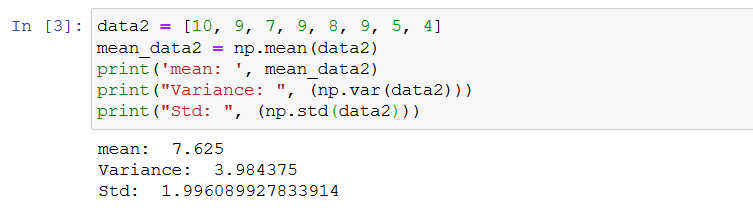 In [3]: data2 = [10, 9, 7, 9, 8, 9, 5, 4]
mean_data2 = np.mean(data2)
print('mean: ', mean_data2)
print("Variance: ", (np.var(data2)))
print("Std: ", (np.std(data2)))
mean:  7.625
Variance:  3.984375
Std:  1.996089927833914